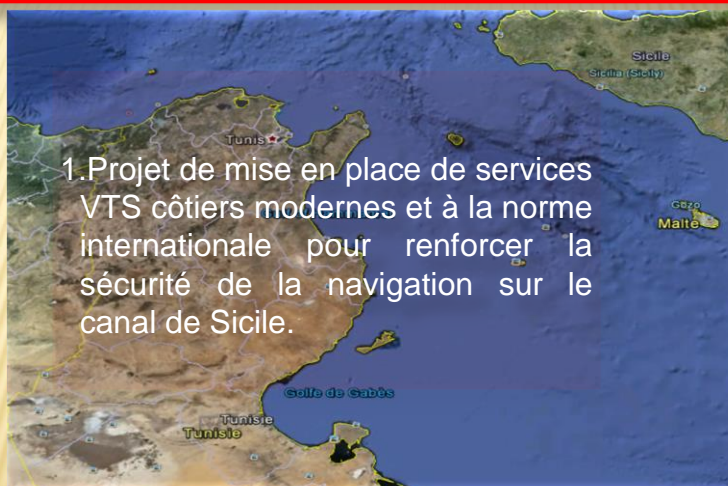 Sicile
Sicilia (Sicily)
Tunis
1.Projet de mise en place de services
VTS côtiers modernes et à la norme
internationale pour renforcer la
sécurité de la navigation sur le
canal de Sicile.
Gozo
Malte
Golfe de Gabès
Tunisie
Tunisie